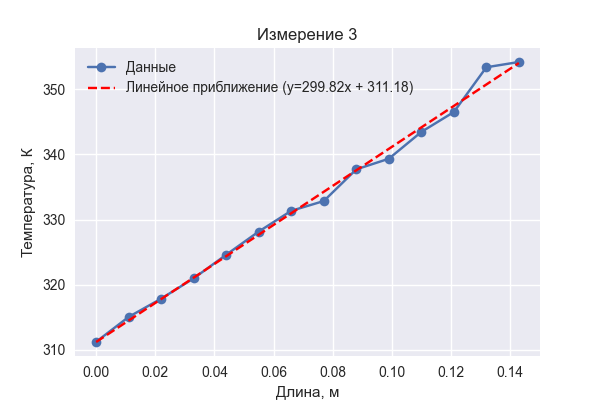 Измерение 3
Данные
Линейное приближение (y=299.82x + 311.18)
Температура, К
350
340
330
320
310
0.00 0.02 0.04 0.06 0.08 0.10 0.12 0.14
Длина, м